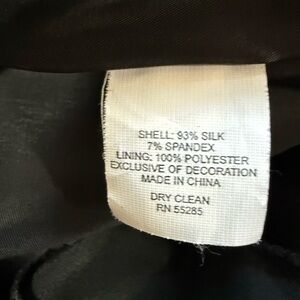 SHELL: 93% SILK
7% SPANDEX
LINING: 100% POLYESTER
EXCLUSIVE OF DECORATION
MADE IN CHINA
DRY CLEAN
RN 55285